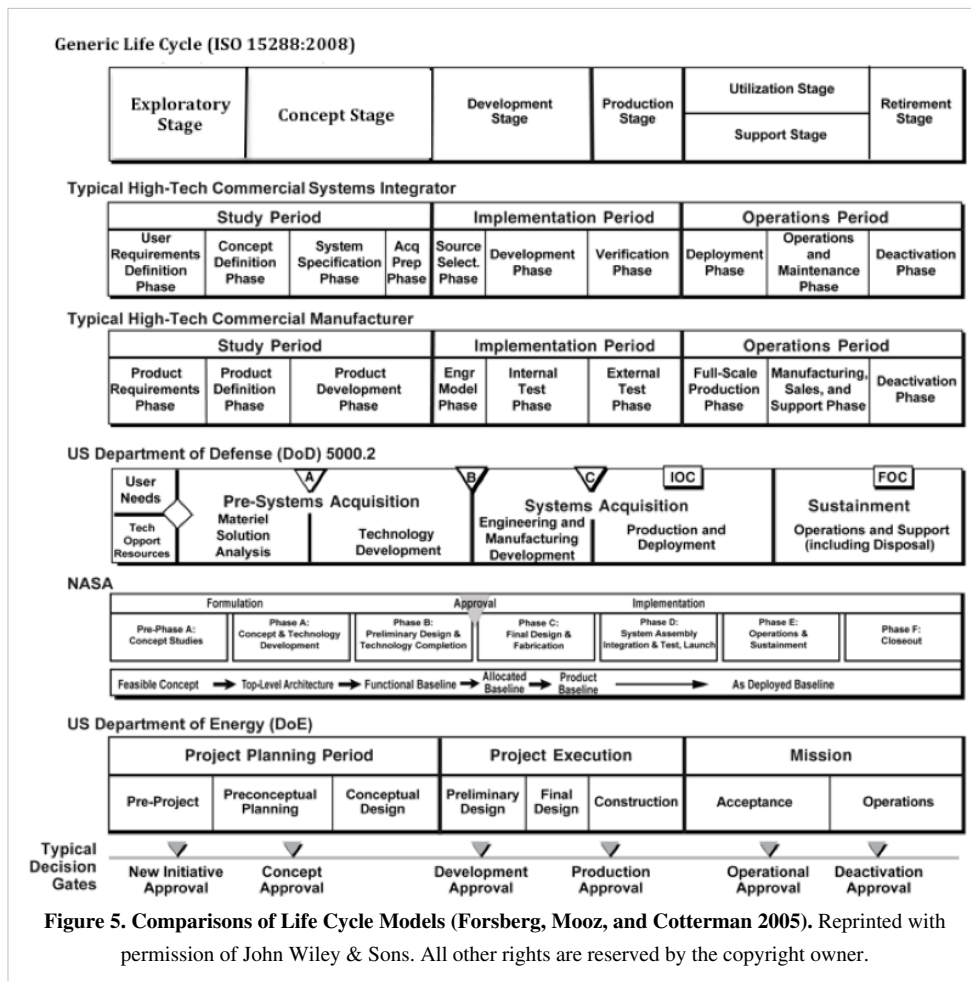 Generic Life Cycle (ISO 15288:2008)
Exploratory
Stage
Concept Stage
Development
Stage
Production
Stage
Utilization Stage
Support Stage
Retirement
Stage
Typical High-Tech Commercial Systems Integrator
Study Period
Implementation Period
Operations Period
User
Requirements
Definition
Phase
Concept
Definition
Phase
System
Specification
Phase
Acq
Prep
Phase
Source
Select.
Phase
Development
Phase
Verification
Phase
Deployment
Phase
Operations
and
Maintenance
Phase
Deactivation
Phase
Typical High-Tech Commercial Manufacturer
Study Period
Implementation Period
Operations Period
Product
Requirements
Phase
Product
Definition
Phase
Product
Development
Phase
Engr
Model
Phase
Internal
Test
Phase
External
Test
Phase
Full-Scale
Production
Phase
Manufacturing,
Sales, and
Support Phase
Deactivation
Phase
US Department of Defense (DoD) 5000.2
User
Needs
Tech
Opport
Resources
A
B
C
IOC
FOC
Pre-Systems Acquisition
Materiel
Solution
Analysis
Technology
Development
Systems Acquisition
Engineering and
Manufacturing
Development
Production and
Deployment
Sustainment
Operations and Support
(including Disposal)
NASA
Formulation
Approval
Implementation
Pre-Phase A:
Concept Studies
Phase A:
Concept & Technology
Development
Phase B:
Preliminary Design &
Technology Completion
Phase C:
Final Design &
Fabrication
Phase D:
System Assembly
Integration & Test, Launch
Phase E:
Operations &
Sustainment
Phase F:
Closeout
Feasible Concept
Top-Level Architecture
Functional Baseline
Allocated
Baseline
Product
Baseline
As Deployed Baseline
US Department of Energy (DoE)
Project Planning Period
Project Execution
Mission
Pre-Project
Preconceptual
Planning
Conceptual
Design
Preliminary
Design
Final
Design
Construction
Acceptance
Operations
Typical
Decision
Gates
New Initiative
Approval
Concept
Approval
Development
Approval
Production
Approval
Operational
Approval
Deactivation
Approval
Figure 5. Comparisons of Life Cycle Models (Forsberg, Mooz, and Cotterman 2005). Reprinted with
permission of John Wiley & Sons. All other rights are reserved by the copyright owner.